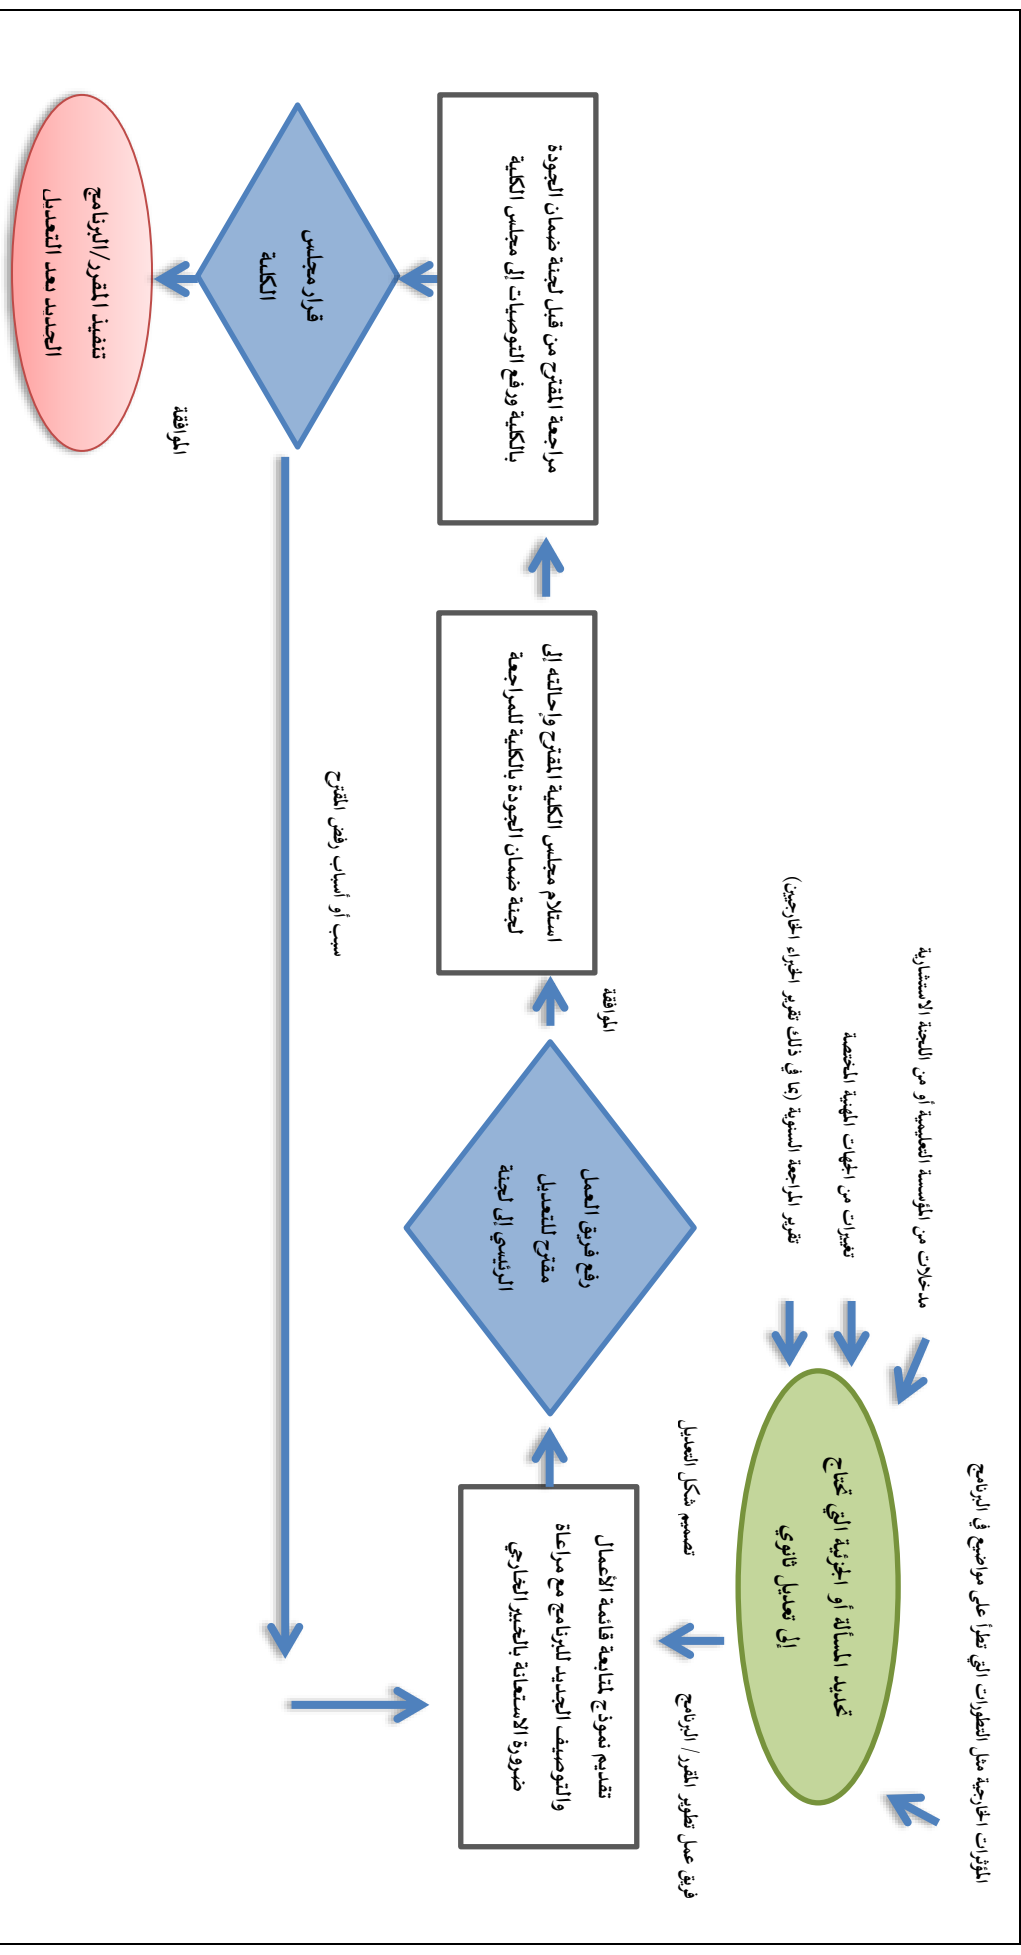 المؤثرات الخارجية مثل التطورات التي تطرأ على مواضيع في البرنامج
مدخلات من المؤسسة التعليمية أو من اللجنة الاستشارية
تغييرات من الجهات المهنية المختصة
تقرير المراجعة السنوية (بما في ذلك تقرير الخبراء الخارجيين)
تحديد المسألة أو الجزئية التي تحتاج
إلى تعديل ثانوي
تصميم شكل التعديل
فريق عمل تطوير المقرر/ البرنامج
تقديم نموذج لمتابعة قائمة الأعمال
والتوصيف الجديد للبرنامج مع مراعاة
ضرورة الاستعانة بالخبير الخارجي
رفع فريق العمل
مقترح للتعديل
الرئيسي إلى لجنة
الموافقة
استلام مجلس الكلية المقترح وإحالته إلى
لجنة ضمان الجودة بالكلية للمراجعة
مراجعة المقترح من قبل لجنة ضمان الجودة
بالكلية ورفع التوصيات إلى مجلس الكلية
قرار مجلس
الكلية
سبب أو أسباب رفض المقترح
الموافقة
تنفيذ المقرر/البرنامج
الجديد بعد التعديل